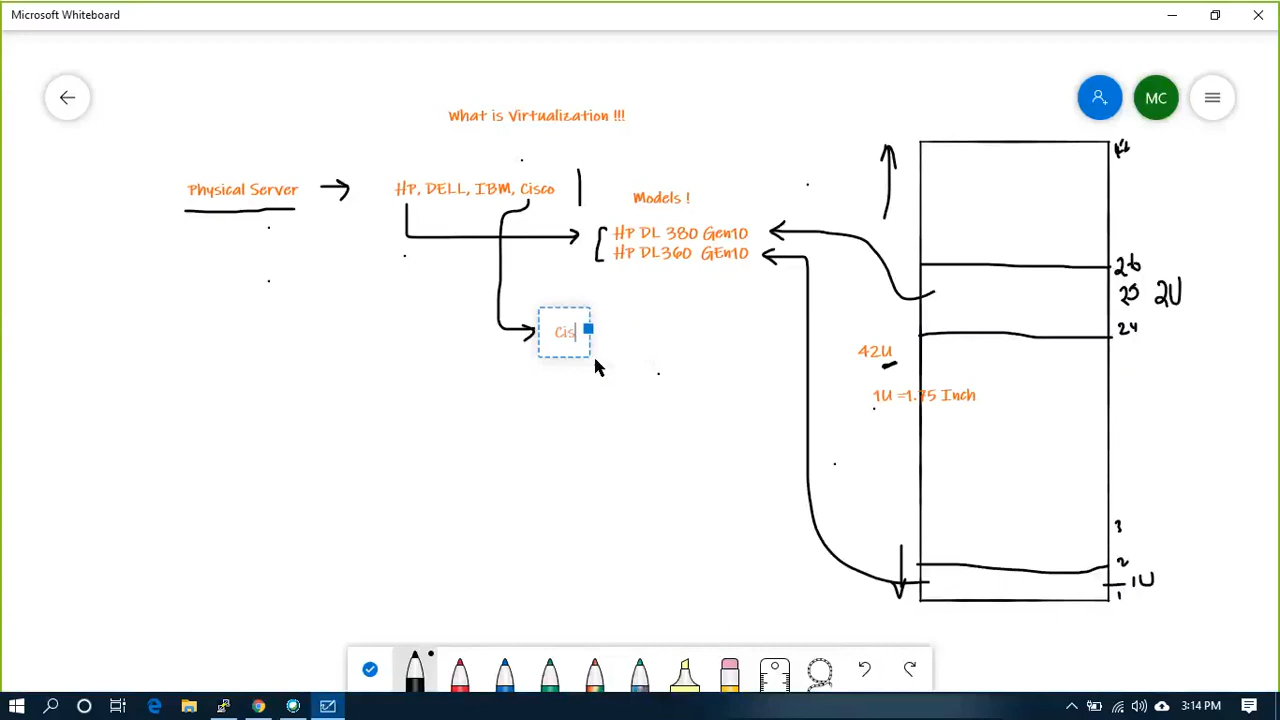 Microsoft Whiteboard
MC
What is Virtualization !!!
Physical Server
HP, DELL, IBM, Cisco
Models !
HP DL 380 Gen10
HP DL360 GEn10
Cis
26
25
2U
24
42U
1U =1.75 Inch
3
2
1U
1
3:14 PM